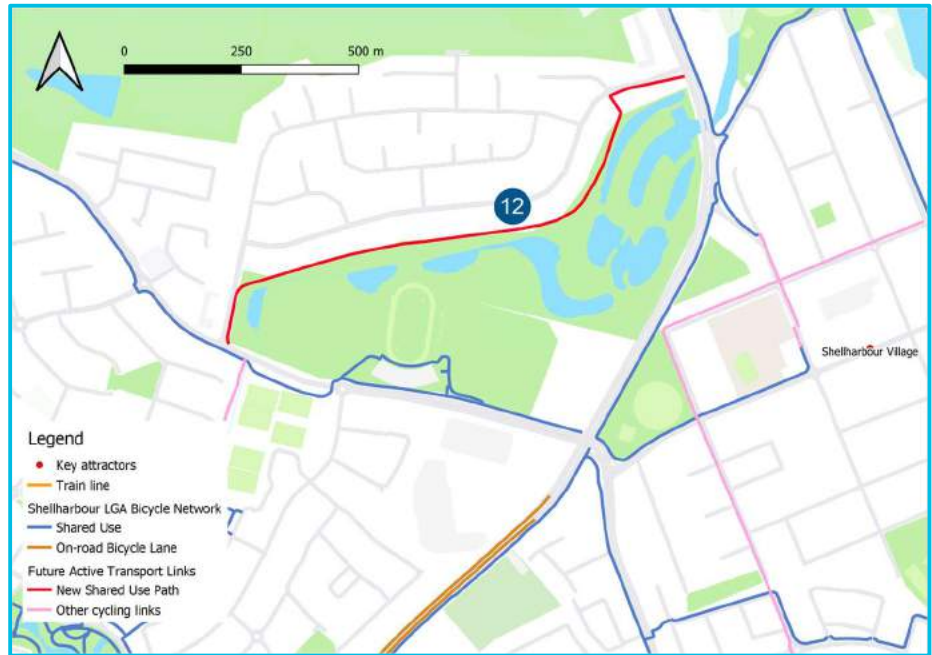 0 250 500 m
12
Shellharbour Village
Legend
Key attractors
Train line
Shellharbour LGA Bicycle Network
Shared Use
On-road Bicycle Lane
Future Active Transport Links
New Shared Use Path
Other cycling links